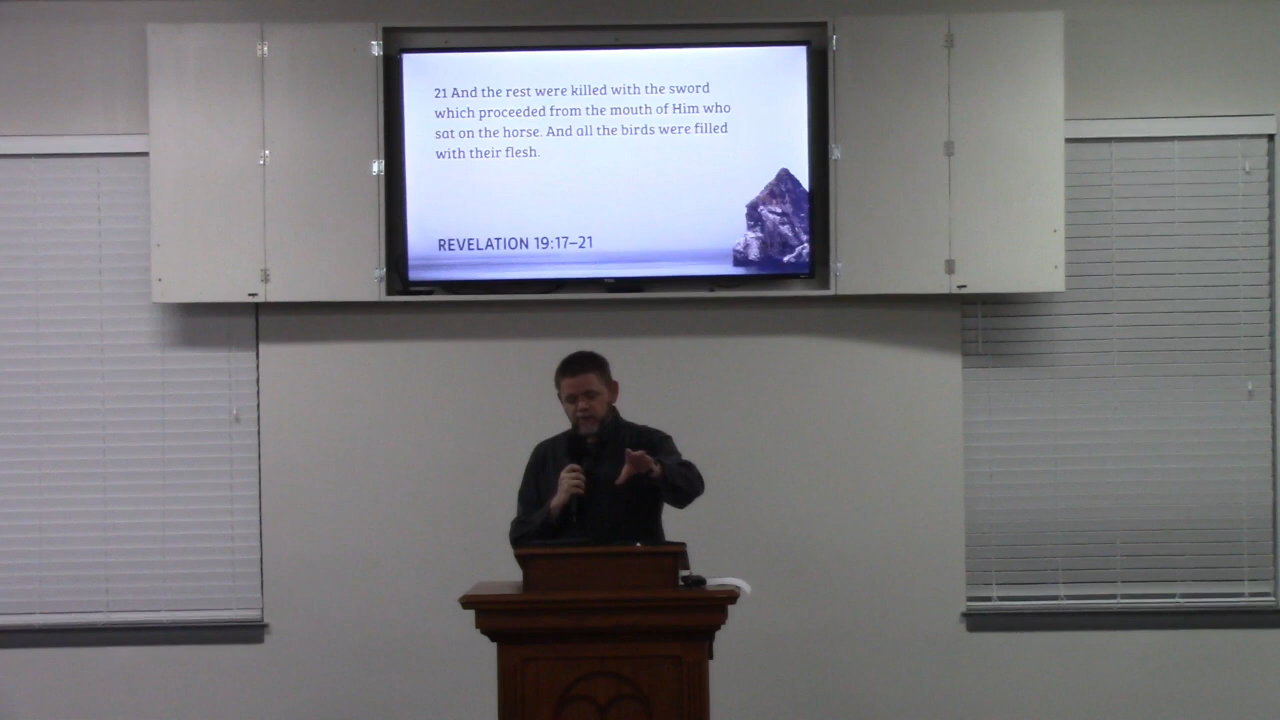 21 And the rest were killed with the sword
which proceeded from the mouth of Him who
sat on the horse. And all the birds were filled
with their flesh.
REVELATION 19:17–21